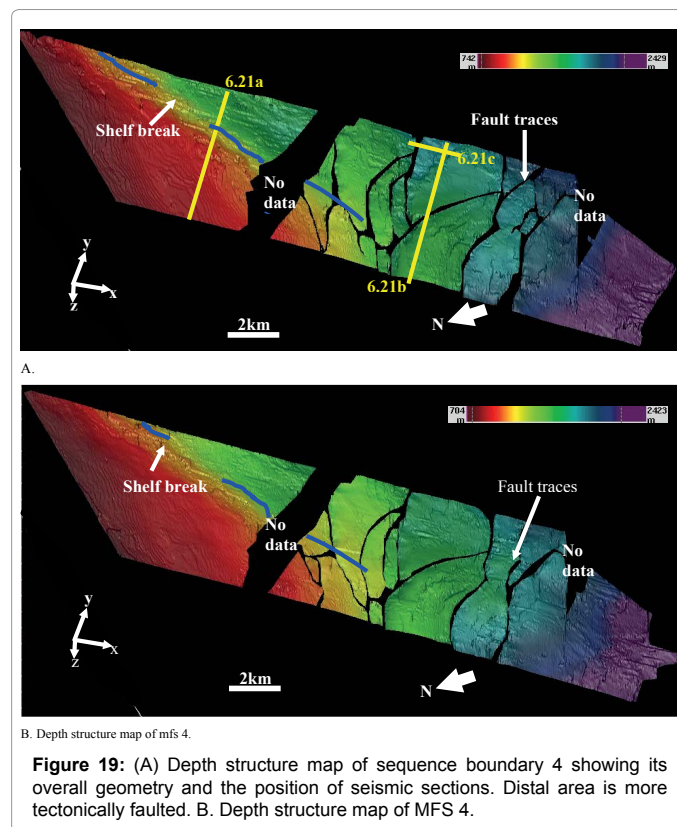 742
m
2429
m
6.21a
Shelf break
Fault traces
6.21c
No
data
No
data
y
x
z
6.21b
N
2km
A.
704
m
2423
m
Shelf break
Fault traces
No
data
No
data
y
x
z
N
2km
B. Depth structure map of mfs 4.
Figure 19: (A) Depth structure map of sequence boundary 4 showing its
overall geometry and the position of seismic sections. Distal area is more
tectonically faulted. B. Depth structure map of MFS 4.